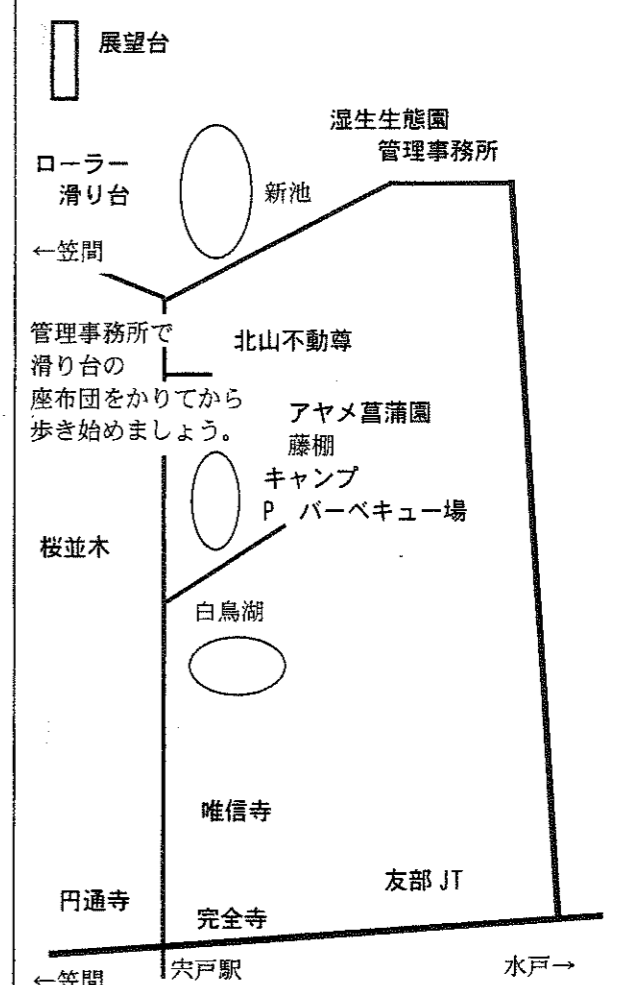 展望台
湿生生態園
管理事務所
ローラー
滑り台
新池
←笠間
管理事務所で
滑り台の
座布団をかりてから
歩き始めましょう。
北山不動尊
アヤメ菖蒲園
藤棚
キャンプ
P バーベキュー場
桜並木
白鳥湖
唯信寺
友部 JT
円通寺
完全寺
←笠間
宍戸駅
水戸→